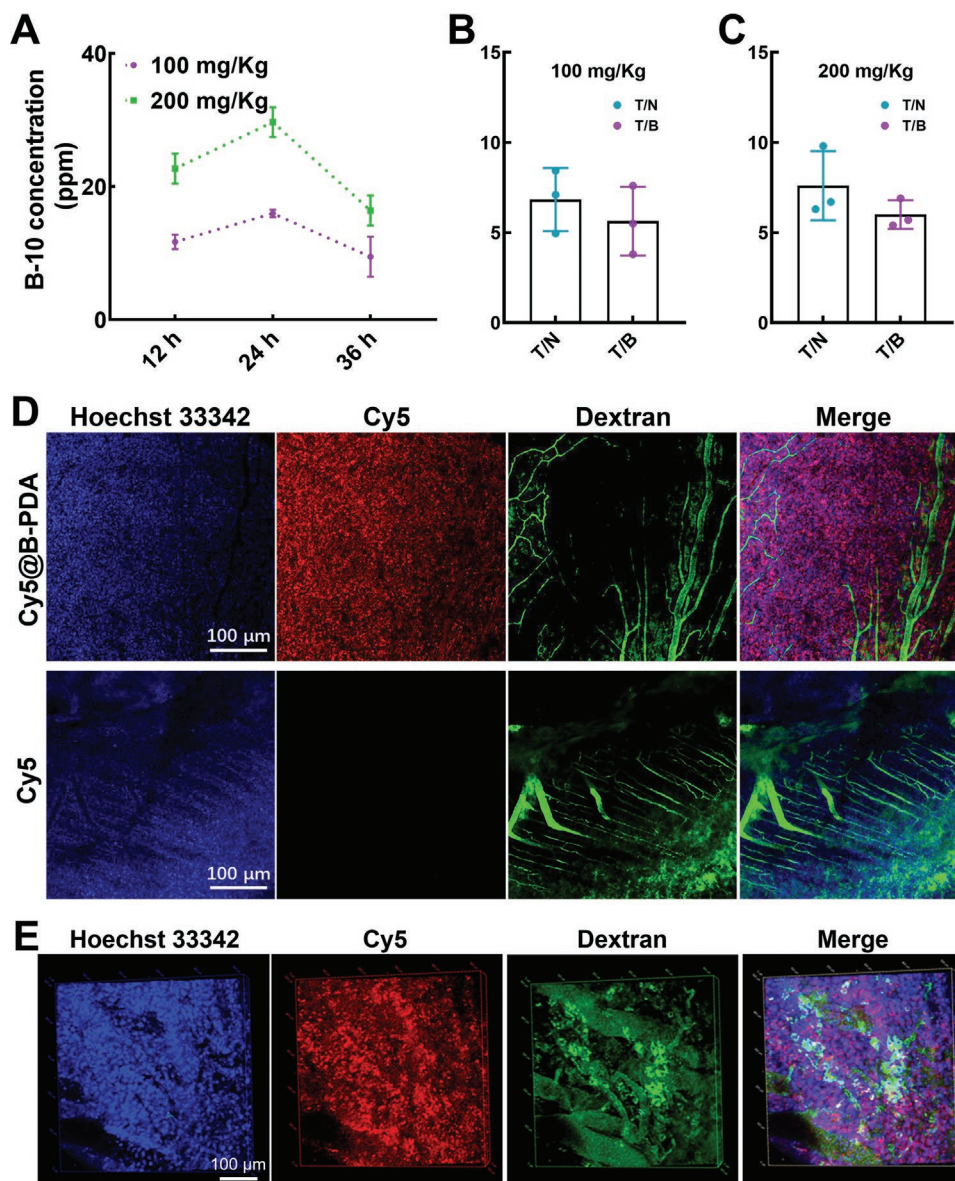 A
B
C
40
20
0
B-10 concentration
(ppm)
100 mg/Kg
200 mg/Kg
12 h
24 h
36 h
15
10
5
0
100 mg/Kg
T/N
T/B
T/N
T/B
15
10
5
0
200 mg/Kg
T/N
T/B
T/N
T/B
D
Hoechst 33342
Cy5
Dextran
Merge
Cy5@B-PDA
100 µm
Cy5
100 µm
E
Hoechst 33342
Cy5
Dextran
Merge
100 µm